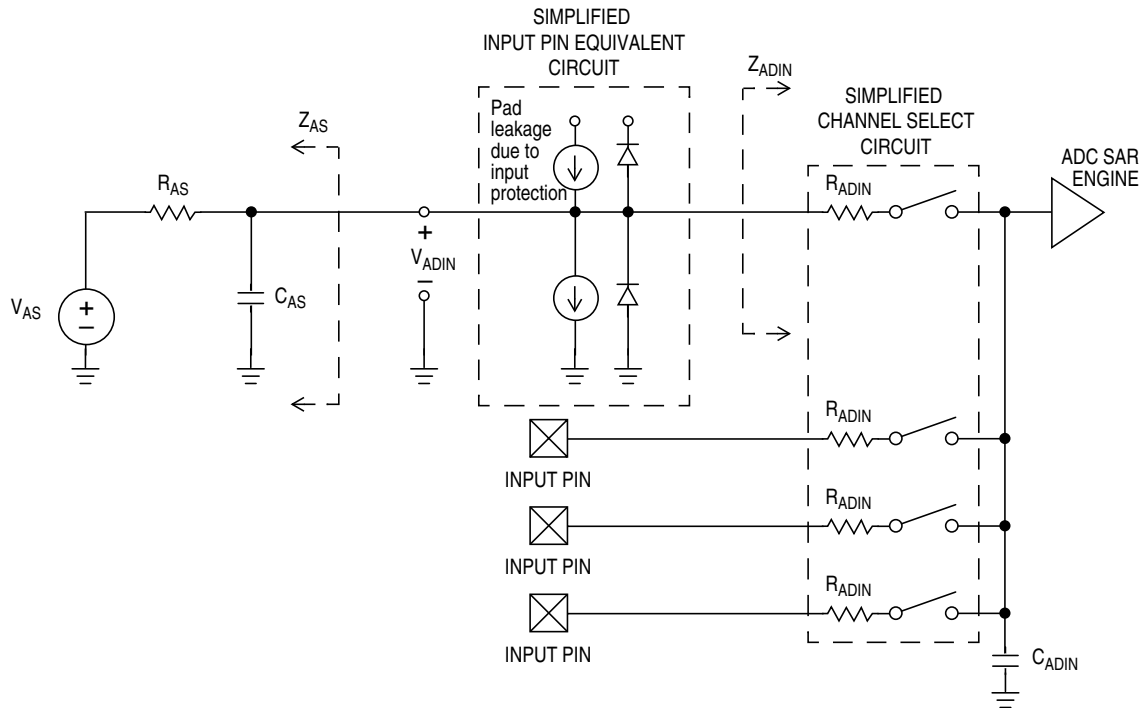 SIMPLIFIED
INPUT PIN EQUIVALENT
CIRCUIT
Z_ADIN
SIMPLIFIED
CHANNEL SELECT
CIRCUIT
Z_AS
Pad
leakage
due to
input
protection
ADC SAR
ENGINE
R_AS
R_ADIN
+
V_ADIN
−
V_AS
+
−
C_AS
R_ADIN
INPUT PIN
R_ADIN
INPUT PIN
R_ADIN
INPUT PIN
C_ADIN